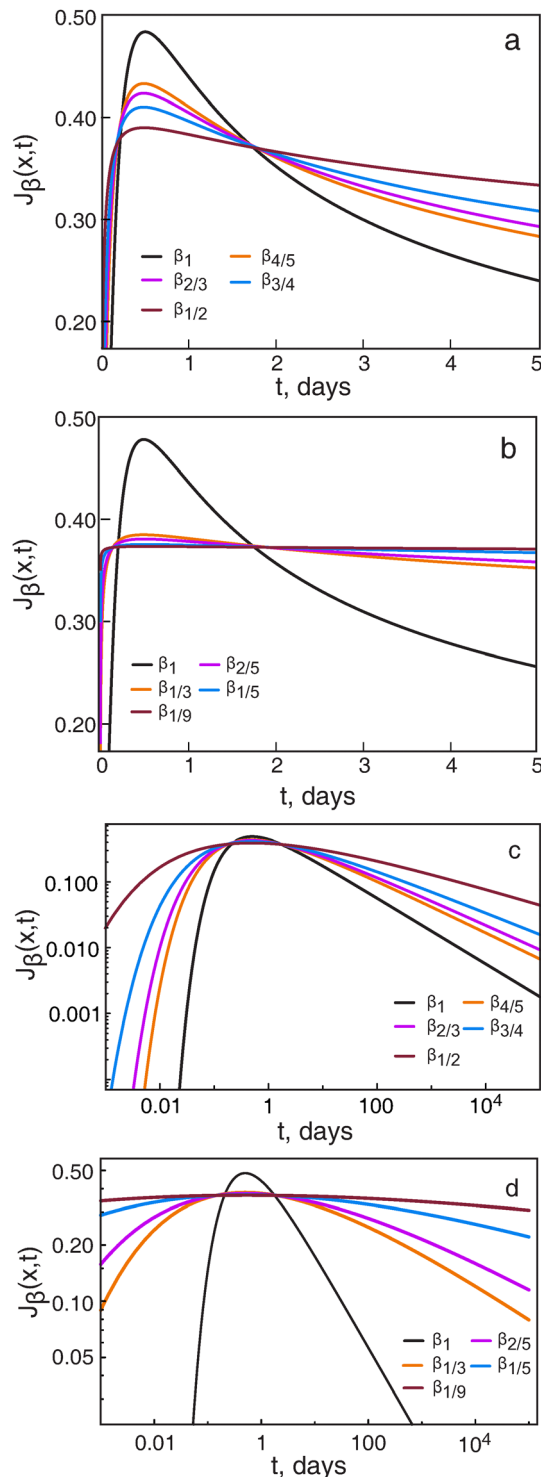 a
0.50
0.40
0.30
0.20
Jβ(x,t)
β1 β4/5
β2/3 β3/4
β1/2
0 1 2 3 4 5
t, days
b
0.50
0.40
0.30
0.20
Jβ(x,t)
β1 β2/5
β1/3 β1/5
β1/9
0 1 2 3 4 5
t, days
c
0.100
0.010
0.001
Jβ(x,t)
β1 β4/5
β2/3 β3/4
β1/2
0.01 1 100 10⁴
t, days
d
0.50
0.20
0.10
0.05
Jβ(x,t)
β1 β2/5
β1/3 β1/5
β1/9
0.01 1 100 10⁴
t, days